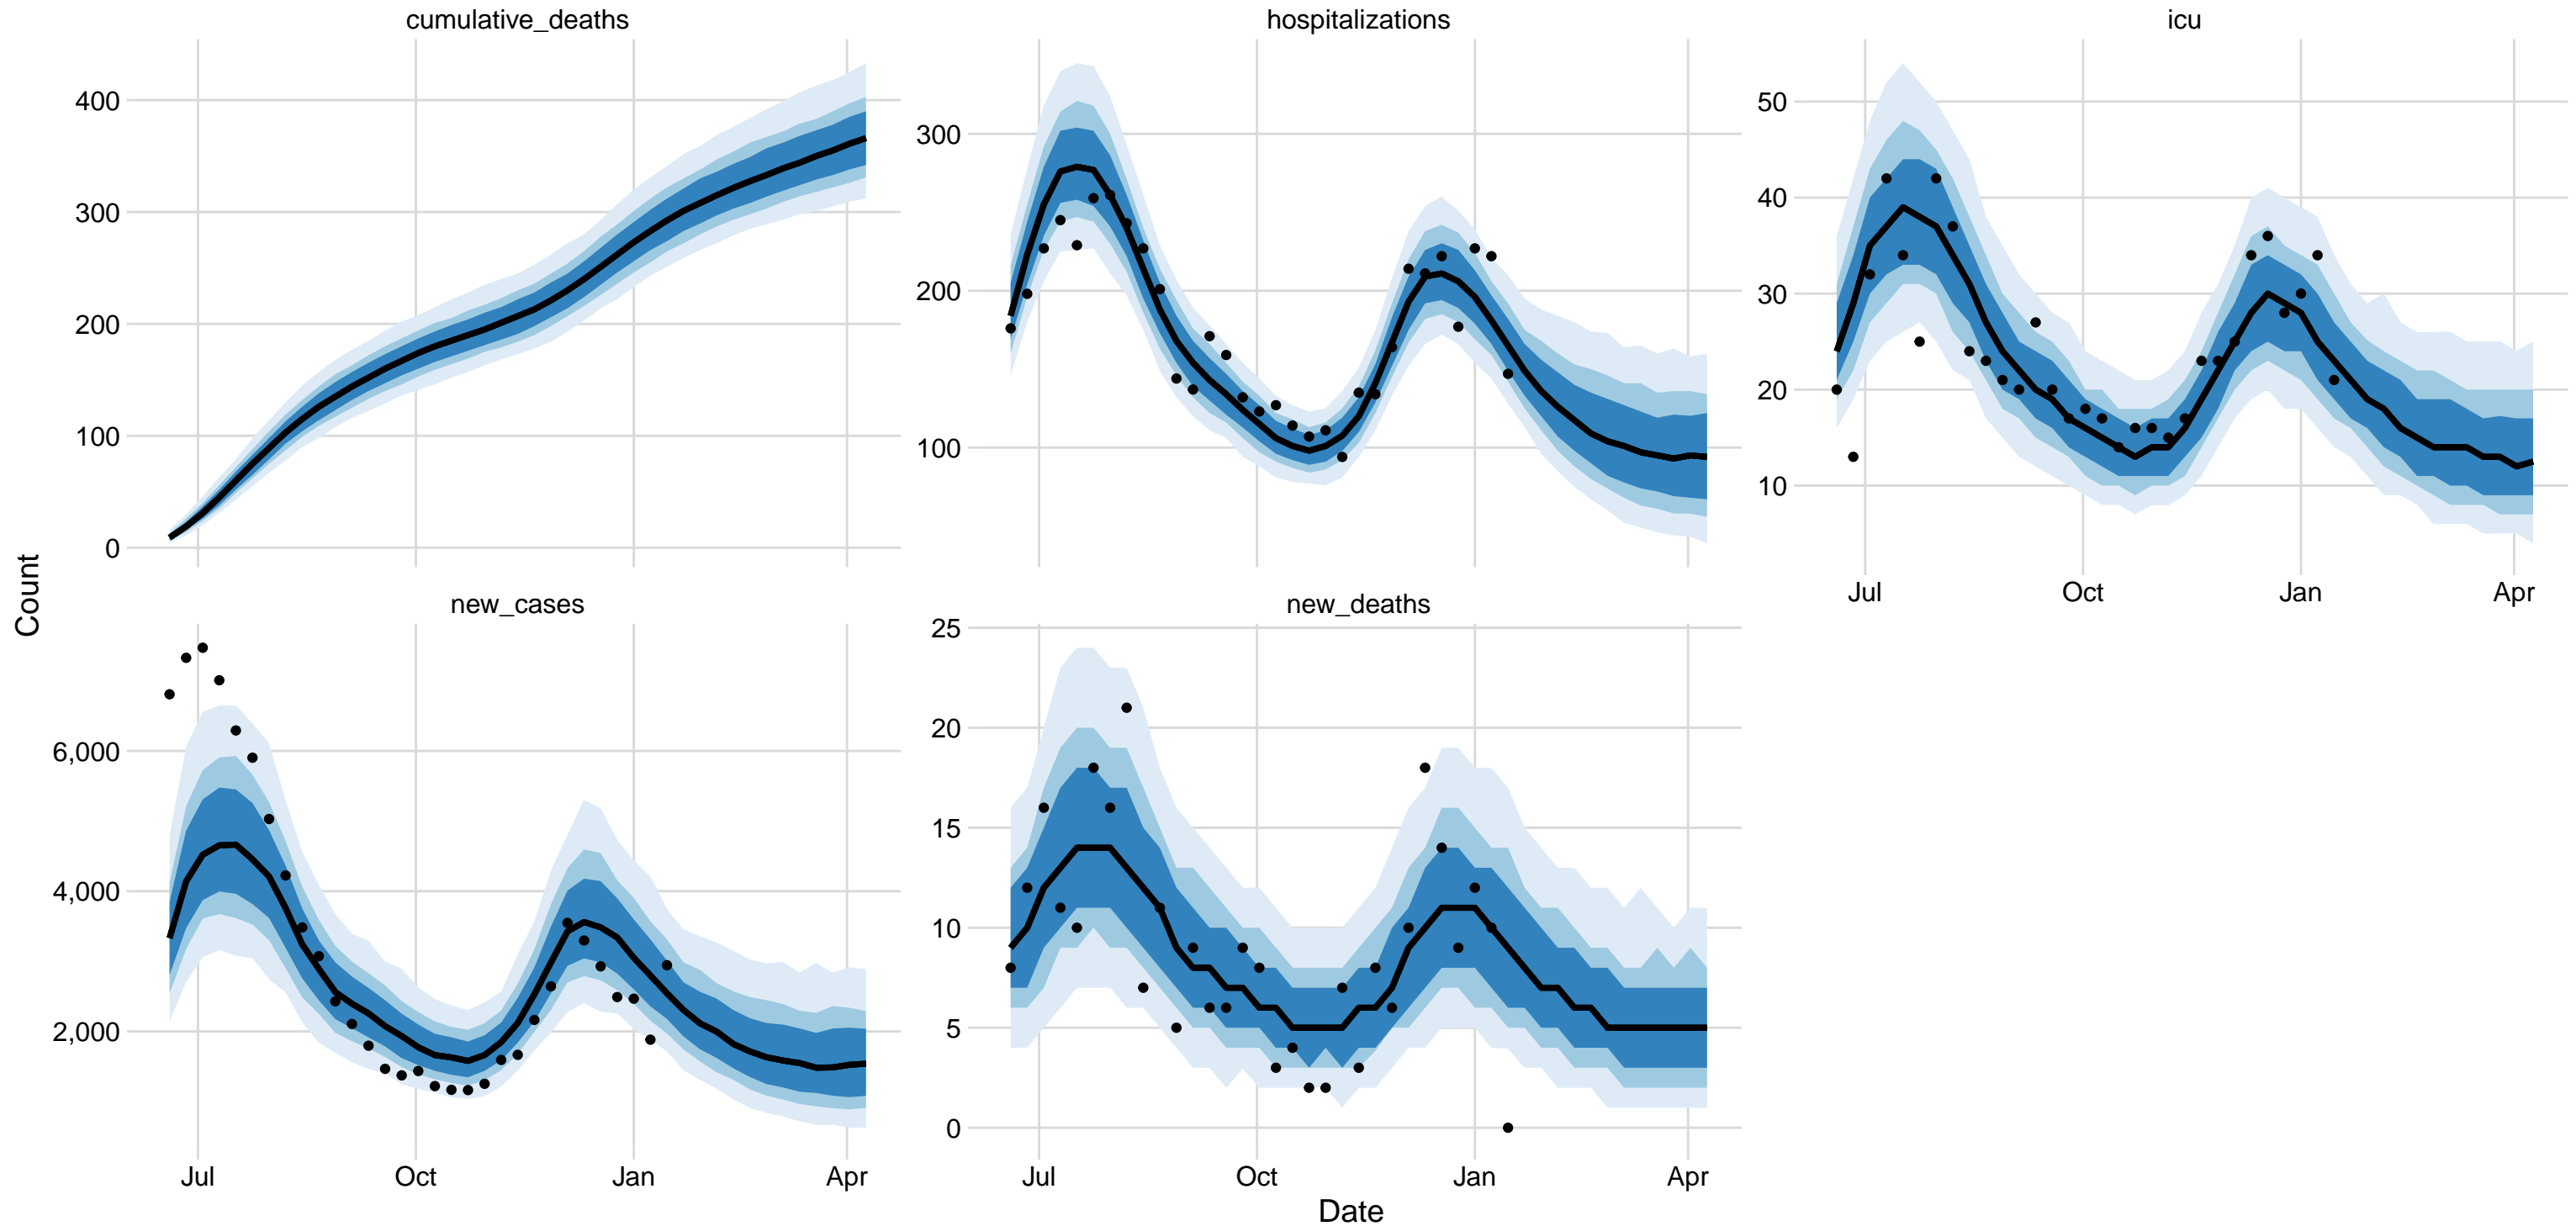 cumulative_deaths
hospitalizations
icu
400
300
200
100
0
300
200
100
50
40
30
20
10
Jul Oct Jan Apr
Count
new_cases
new_deaths
6,000
4,000
2,000
25
20
15
10
5
0
Jul Oct Jan Apr
Jul Oct Jan Apr
Date